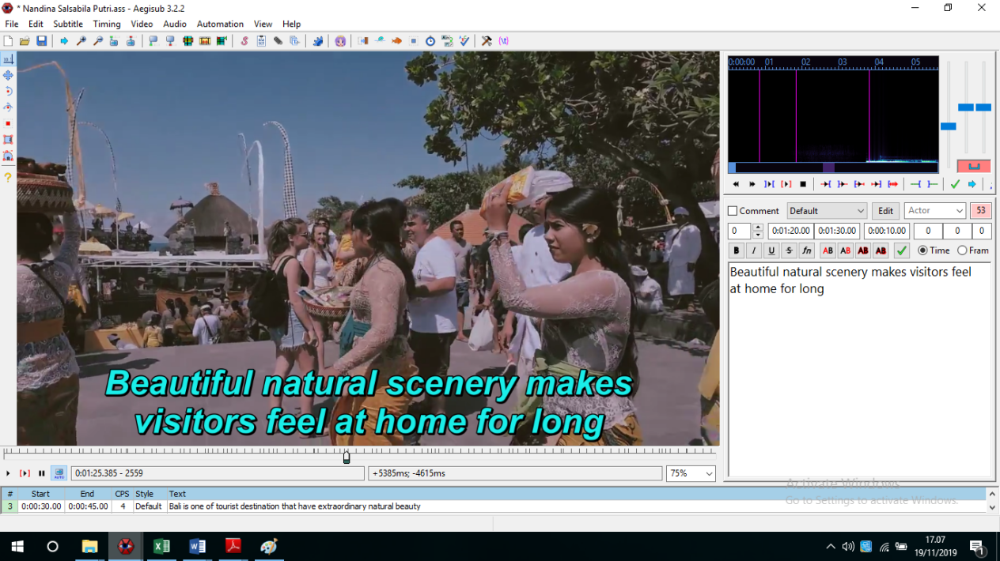 * Nandina Salsabila Putri.ass - Aegisub 3.2.2
File Edit Subtitle Timing Video Audio Automation View Help
0:00:00 01 02 03 04 05
Comment Default Edit Actor 53
0 0:01:20.00 0:01:30.00 0:00:10.00 0 0 0
B I U S fn AB AB AB AB Time Fram
Beautiful natural scenery makes visitors feel
at home for long
Beautiful natural scenery makes
visitors feel at home for long
AUTO 0:01:25.385 - 2559 +5385ms; -4615ms 75%
Activate Windows
Go to Settings to activate Windows.
# Start End CPS Style Text
3 0:00:30.00 0:00:45.00 4 Default Bali is one of tourist destination that have extraordinary natural beauty
17.07
19/11/2019
1